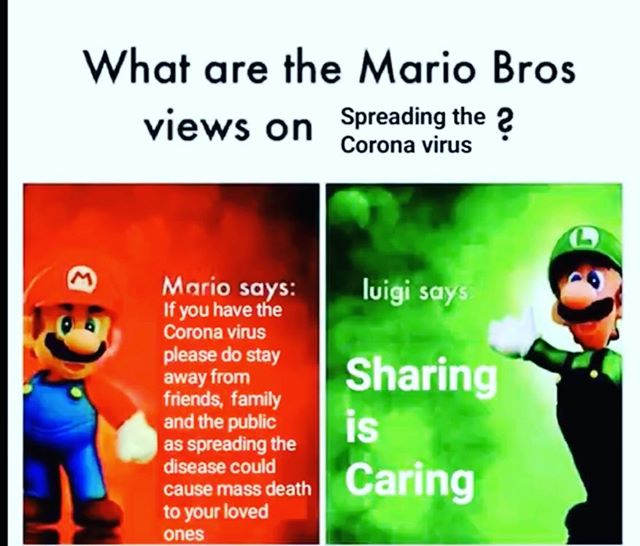 What are the Mario Bros
views on Spreading the ?
Corona virus
Mario says:
If you have the
Corona virus
please do stay
away from
friends, family
and the public
as spreading the
disease could
cause mass death
to your loved
ones
luigi says
Sharing
is
Caring
M
L